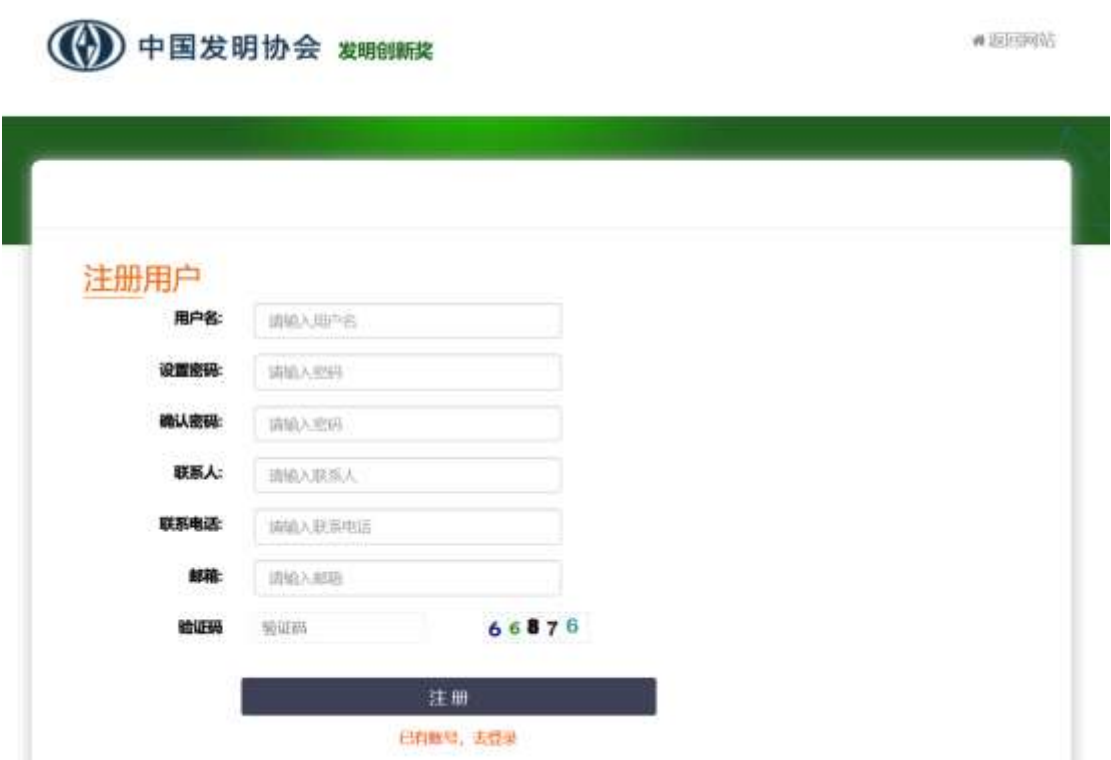 中国发明协会 发明创新奖
返回网站
注册用户
用户名: 请输入用户名
设置密码: 请输入密码
确认密码: 请输入密码
联系人: 请输入联系人
联系电话: 请输入联系电话
邮箱: 请输入邮箱
验证码 验证码 66876
注册
已有账号，去登录